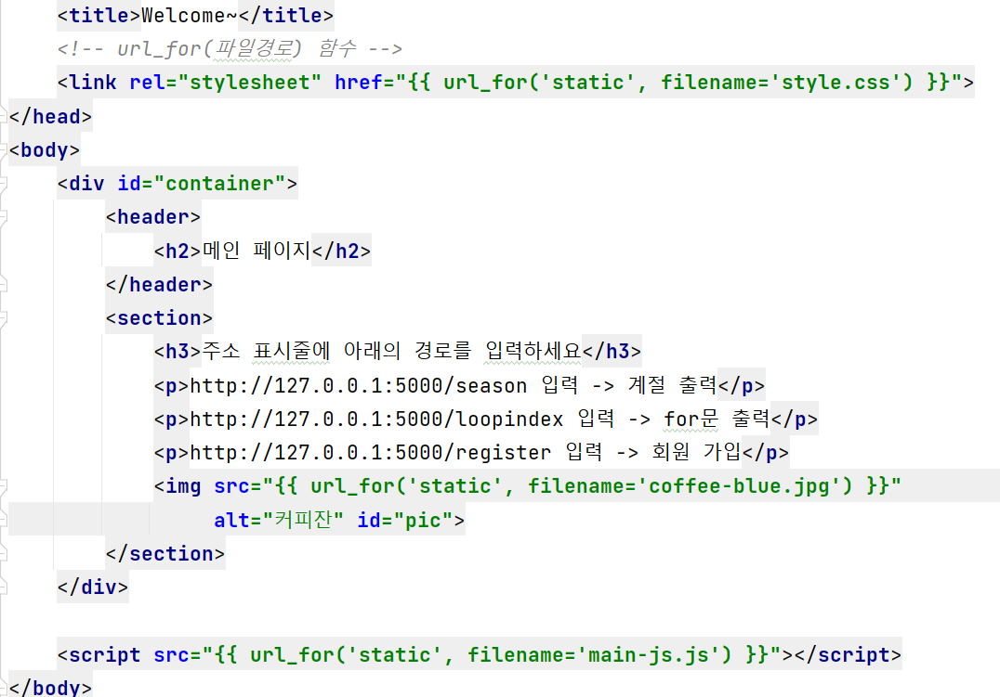 <title>Welcome~</title>
<!-- url_for(파일경로) 함수 -->
<link rel="stylesheet" href="{{ url_for('static', filename='style.css') }}">
</head>
<body>
<div id="container">
<header>
<h2>메인 페이지</h2>
</header>
<section>
<h3>주소 표시줄에 아래의 경로를 입력하세요</h3>
<p>http://127.0.0.1:5000/season 입력 -> 계절 출력</p>
<p>http://127.0.0.1:5000/loopindex 입력 -> for문 출력</p>
<p>http://127.0.0.1:5000/register 입력 -> 회원 가입</p>
<img src="{{ url_for('static', filename='coffee-blue.jpg') }}"
alt="커피잔" id="pic">
</section>
</div>
<script src="{{ url_for('static', filename='main-js.js') }}"></script>
</body>